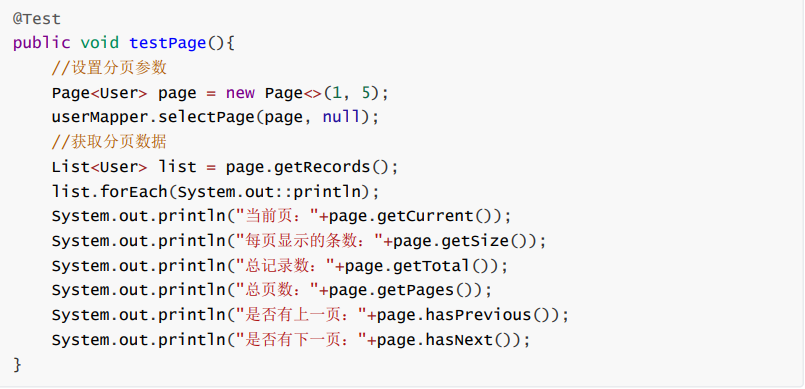 @Test
public void testPage(){
    //设置分页参数
    Page<User> page = new Page<>(1, 5);
    userMapper.selectPage(page, null);
    //获取分页数据
    List<User> list = page.getRecords();
    list.forEach(System.out::println);
    System.out.println("当前页："+page.getCurrent());
    System.out.println("每页显示的条数："+page.getSize());
    System.out.println("总记录数："+page.getTotal());
    System.out.println("总页数："+page.getPages());
    System.out.println("是否有上一页："+page.hasPrevious());
    System.out.println("是否有下一页："+page.hasNext());
}